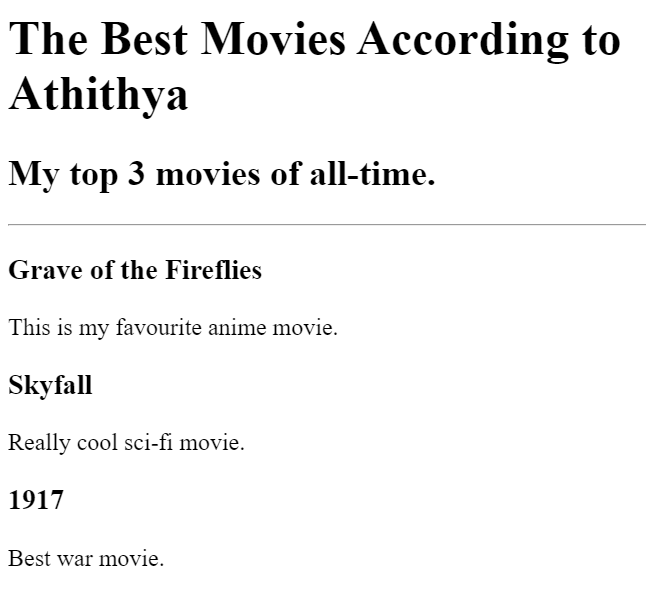 The Best Movies According to
Athithya
My top 3 movies of all-time.
Grave of the Fireflies
This is my favourite anime movie.
Skyfall
Really cool sci-fi movie.
1917
Best war movie.